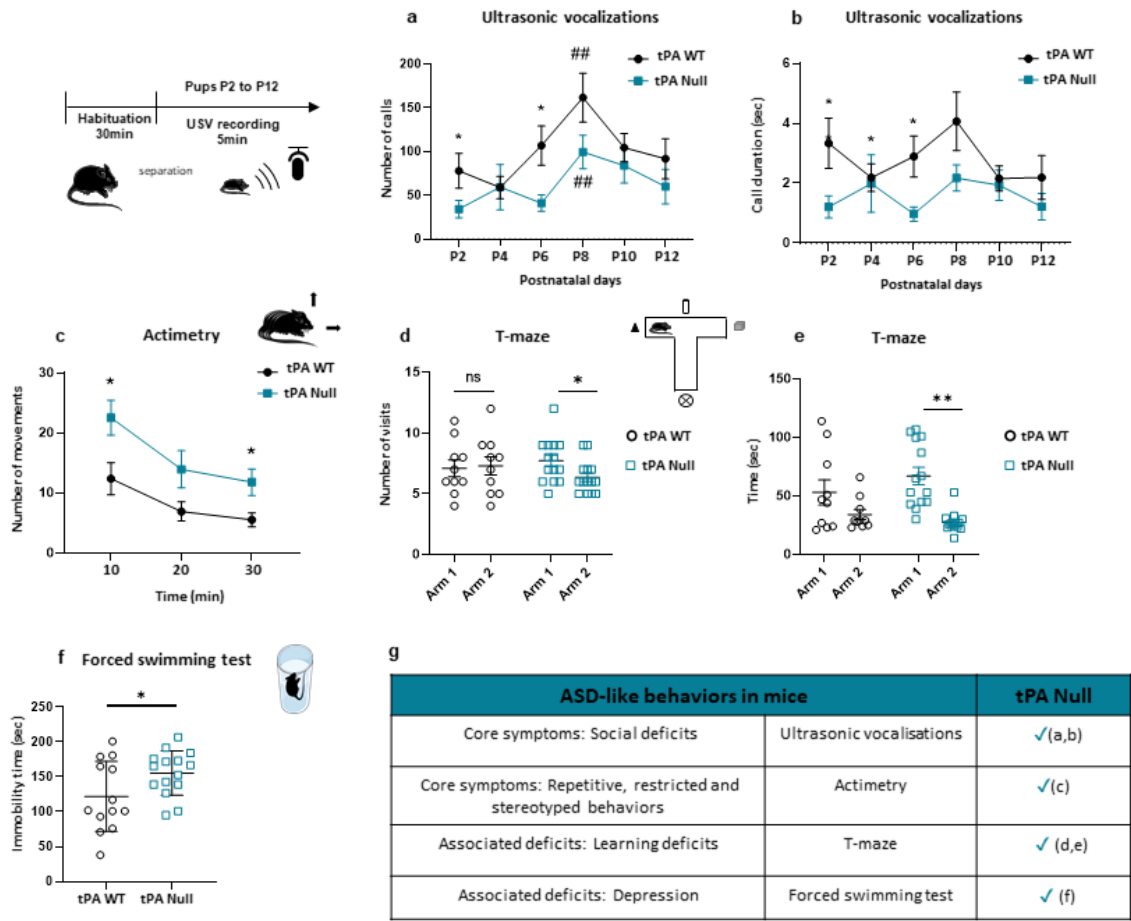 a Ultrasonic vocalizations
tPA WT
tPA Null
Number of calls
200
150
100
50
0
* * ## ##
P2 P4 P6 P8 P10 P12
Postnatalal days
b Ultrasonic vocalizations
tPA WT
tPA Null
Call duration (sec)
6
4
2
0
* * *
P2 P4 P6 P8 P10 P12
Postnatalal days
Pups P2 to P12
Habituation
30min
USV recording
5min
separation
c Actimetry
tPA WT
tPA Null
Number of movements
30
20
10
0
* *
10 20 30
Time (min)
d T-maze
Number of visits
15
10
5
0
ns *
tPA WT
tPA Null
Arm 1 Arm 2 Arm 1 Arm 2
e T-maze
Time (sec)
150
100
50
0
**
tPA WT
tPA Null
Arm 1 Arm 2 Arm 1 Arm 2
f Forced swimming test
Immobility time (sec)
250
200
150
100
50
0
*
tPA WT tPA Null
g
ASD-like behaviors in mice tPA Null
Core symptoms: Social deficits Ultrasonic vocalisations ✓(a,b)
Core symptoms: Repetitive, restricted and
stereotyped behaviors Actimetry ✓(c)
Associated deficits: Learning deficits T-maze ✓ (d,e)
Associated deficits: Depression Forced swimming test ✓ (f)